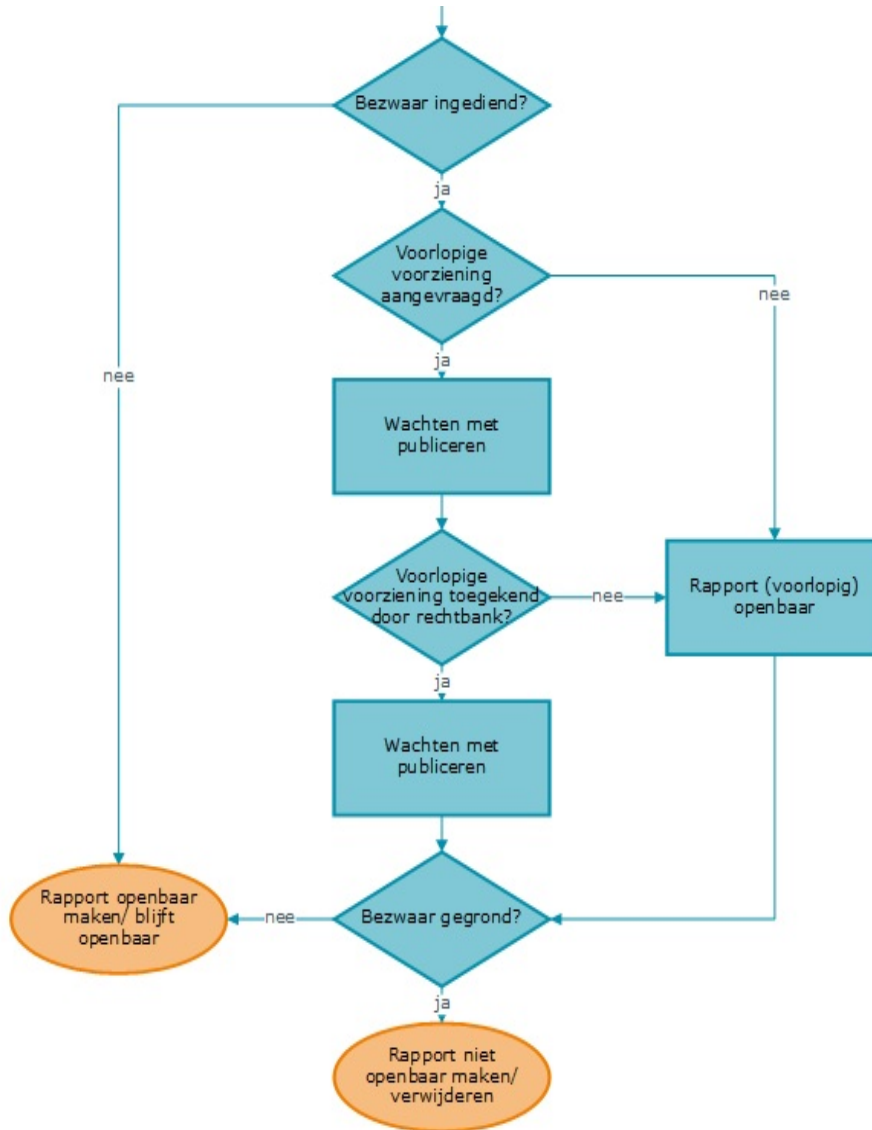 Bezwaar ingediend?
ja
Voorlopige
voorziening
aangevraagd?
nee
nee
ja
Wachten met
publiceren
Voorlopige
voorziening toegekend
door rechtbank?
nee
Rapport (voorlopig)
openbaar
ja
Wachten met
publiceren
Rapport openbaar
maken/ blijft
openbaar
nee
Bezwaar gegrond?
ja
Rapport niet
openbaar maken/
verwijderen